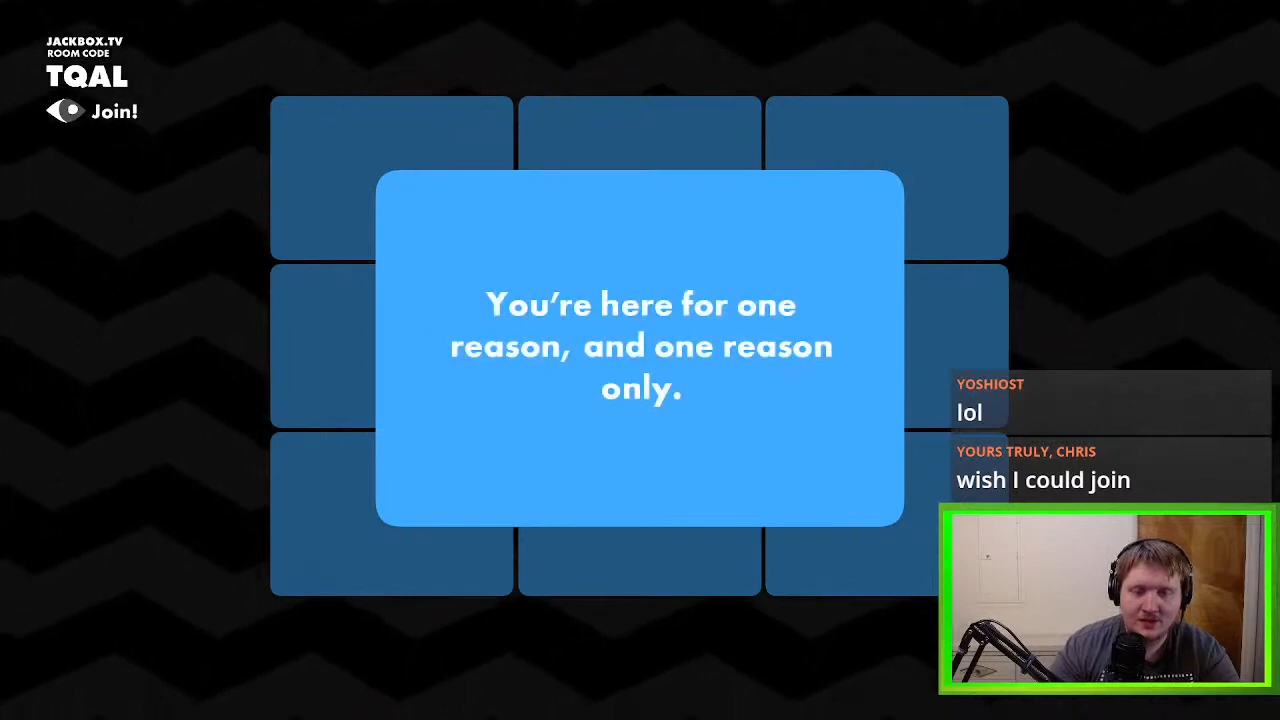 JACKBOX.TV
ROOM CODE
TQAL
Join!
You're here for one
reason, and one reason
only.
YOSHIOST
lol
YOURS TRULY, CHRIS
wish I could join